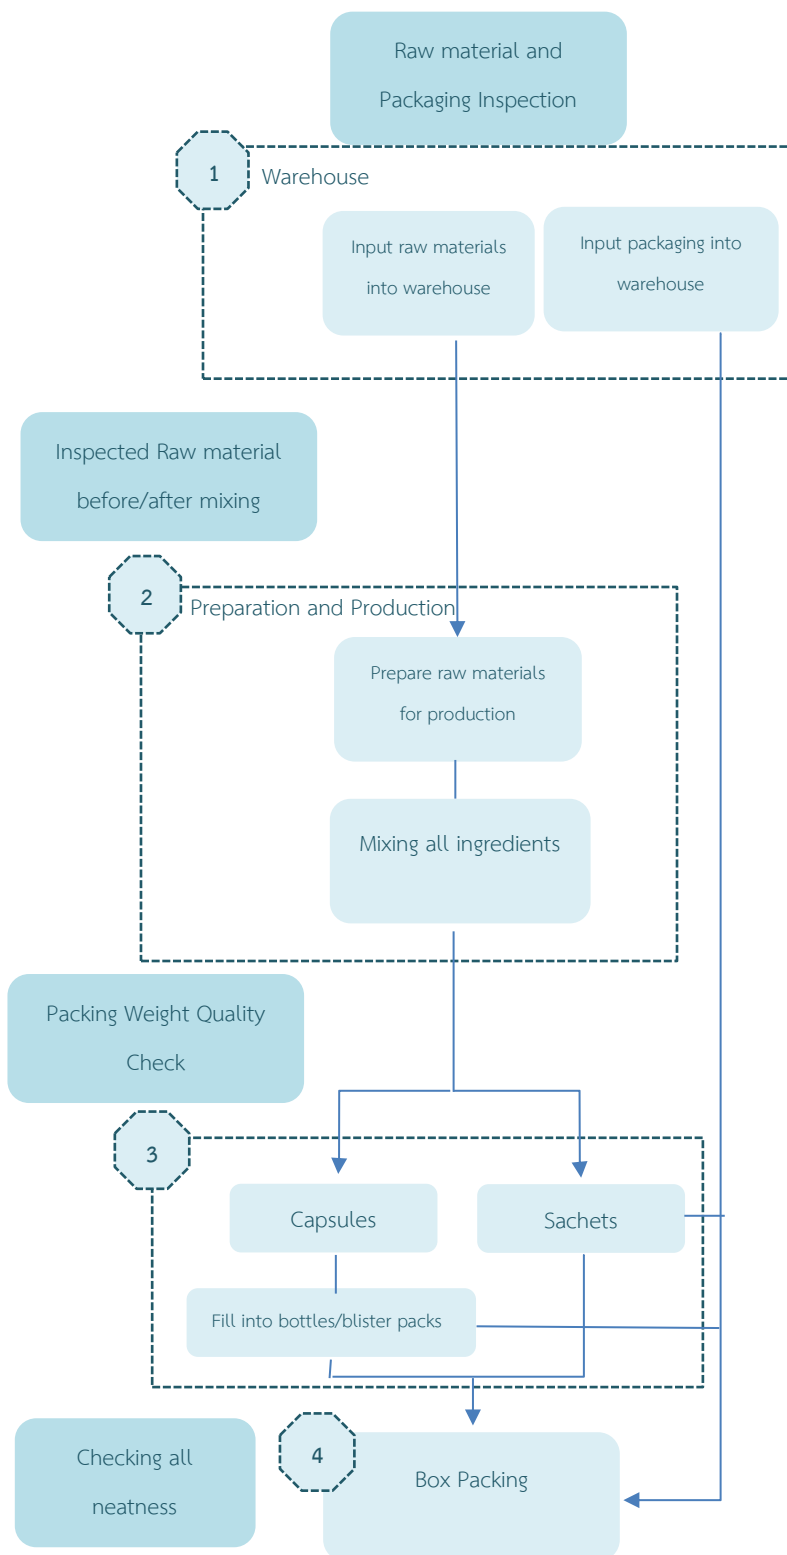 Raw material and
Packaging Inspection
1
Warehouse
Input raw materials
into warehouse
Input packaging into
warehouse
Inspected Raw material
before/after mixing
2
Preparation and Production
Prepare raw materials
for production
Mixing all ingredients
Packing Weight Quality
Check
3
Capsules
Sachets
Fill into bottles/blister packs
Checking all
neatness
4
Box Packing